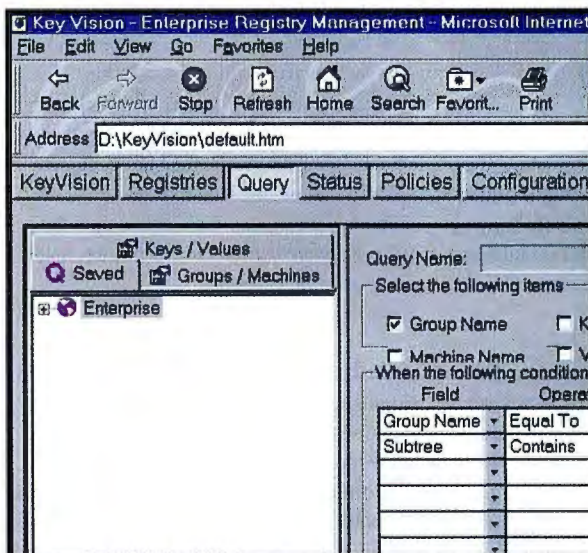 Key Vision - Enterprise Registry Management - Microsoft Internet
File Edit View Go Favorites Help
Back Forward Stop Refresh Home Search Favorit... Print
Address D:\KeyVision\default.htm
KeyVision Registries Query Status Policies Configuration
Keys / Values
Saved Groups / Machines
Enterprise
Query Name:
Select the following items
Group Name K
Machine Name V
When the following condition
Field Opera
Group Name Equal To
Subtree Contains